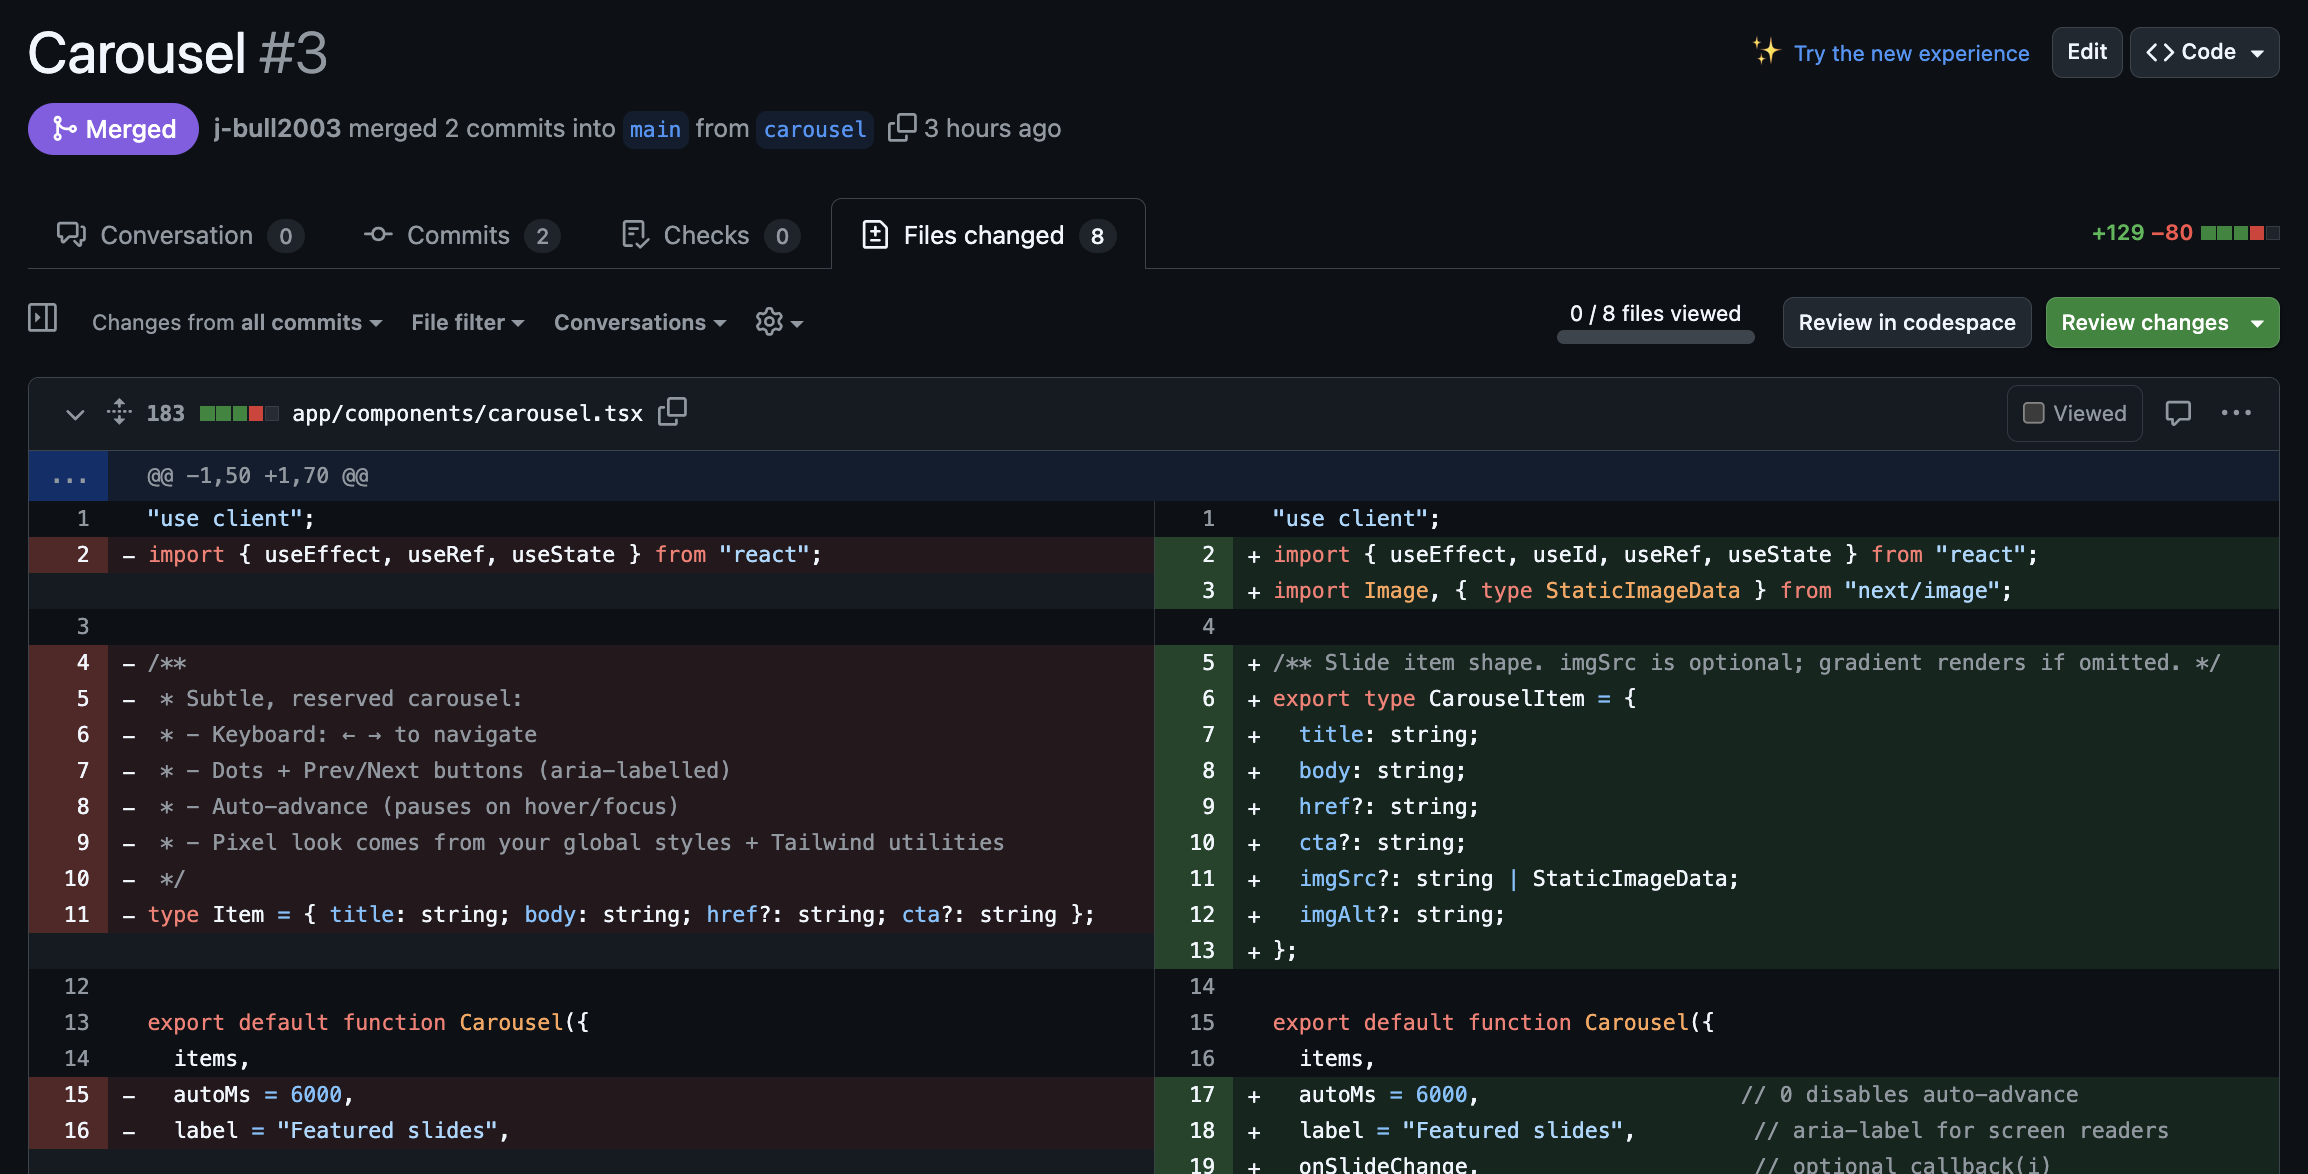 Carousel #3
Try the new experience
Edit
Code
Merged
j-bull2003 merged 2 commits into main from carousel 3 hours ago
Conversation 0
Commits 2
Checks 0
Files changed 8
+129 −80
Changes from all commits
File filter
Conversations
0 / 8 files viewed
Review in codespace
Review changes
183 app/components/carousel.tsx
Viewed
... @@ -1,50 +1,70 @@
1 "use client";
2 - import { useEffect, useRef, useState } from "react";
3
4 - /**
5 - * Subtle, reserved carousel:
6 - * - Keyboard: ← → to navigate
7 - * - Dots + Prev/Next buttons (aria-labelled)
8 - * - Auto-advance (pauses on hover/focus)
9 - * - Pixel look comes from your global styles + Tailwind utilities
10 - */
11 - type Item = { title: string; body: string; href?: string; cta?: string };
12
13 export default function Carousel({
14 items,
15 - autoMs = 6000,
16 - label = "Featured slides",
1 "use client";
2 + import { useEffect, useId, useRef, useState } from "react";
3 + import Image, { type StaticImageData } from "next/image";
4
5 + /** Slide item shape. imgSrc is optional; gradient renders if omitted. */
6 + export type CarouselItem = {
7 + title: string;
8 + body: string;
9 + href?: string;
10 + cta?: string;
11 + imgSrc?: string | StaticImageData;
12 + imgAlt?: string;
13 + };
14
15 export default function Carousel({
16 items,
17 + autoMs = 6000, // 0 disables auto-advance
18 + label = "Featured slides", // aria-label for screen readers
19 + onSlideChange, // optional callback(i)